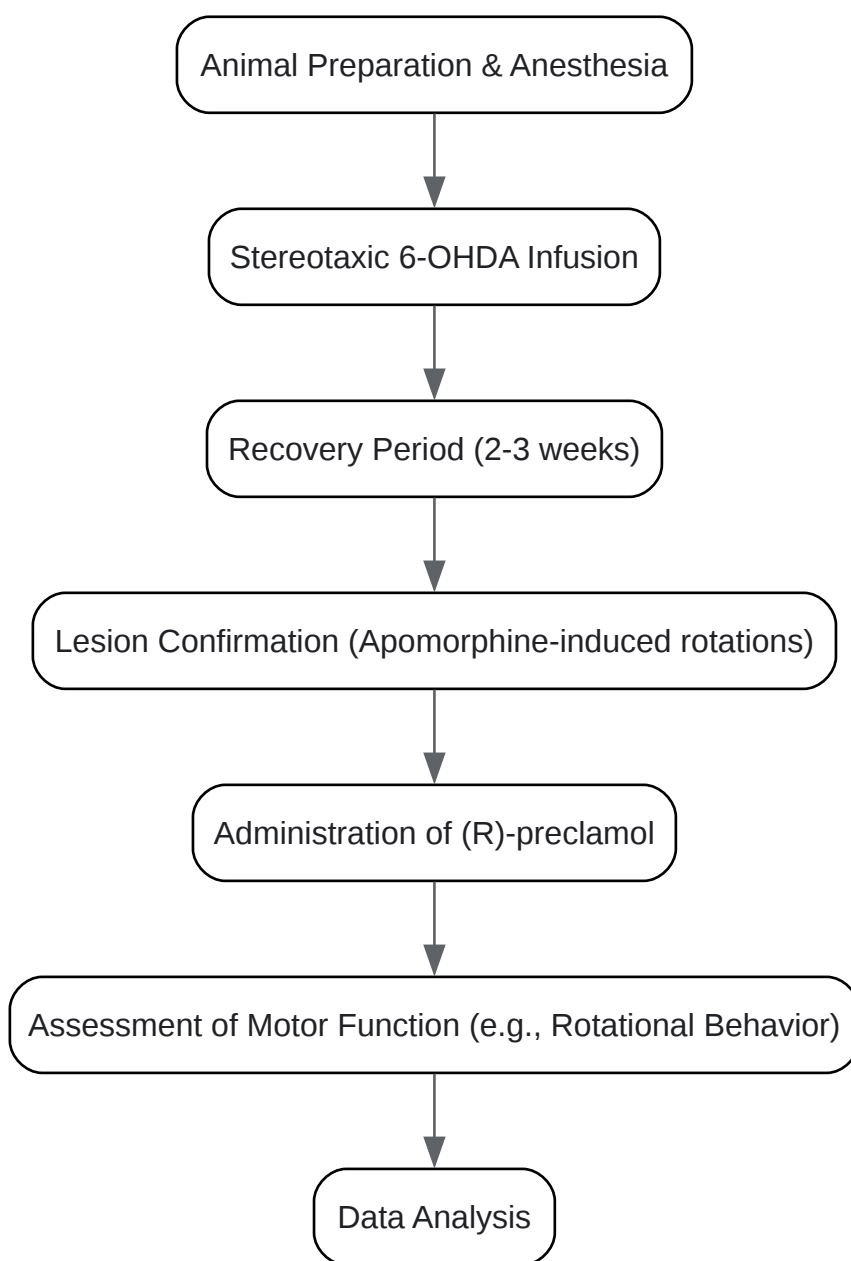 Animal Preparation & Anesthesia
Stereotaxic 6-OHDA Infusion
Recovery Period (2-3 weeks)
Lesion Confirmation (Apomorphine-induced rotations)
Administration of (R)-preclamol
Assessment of Motor Function (e.g., Rotational Behavior)
Data Analysis